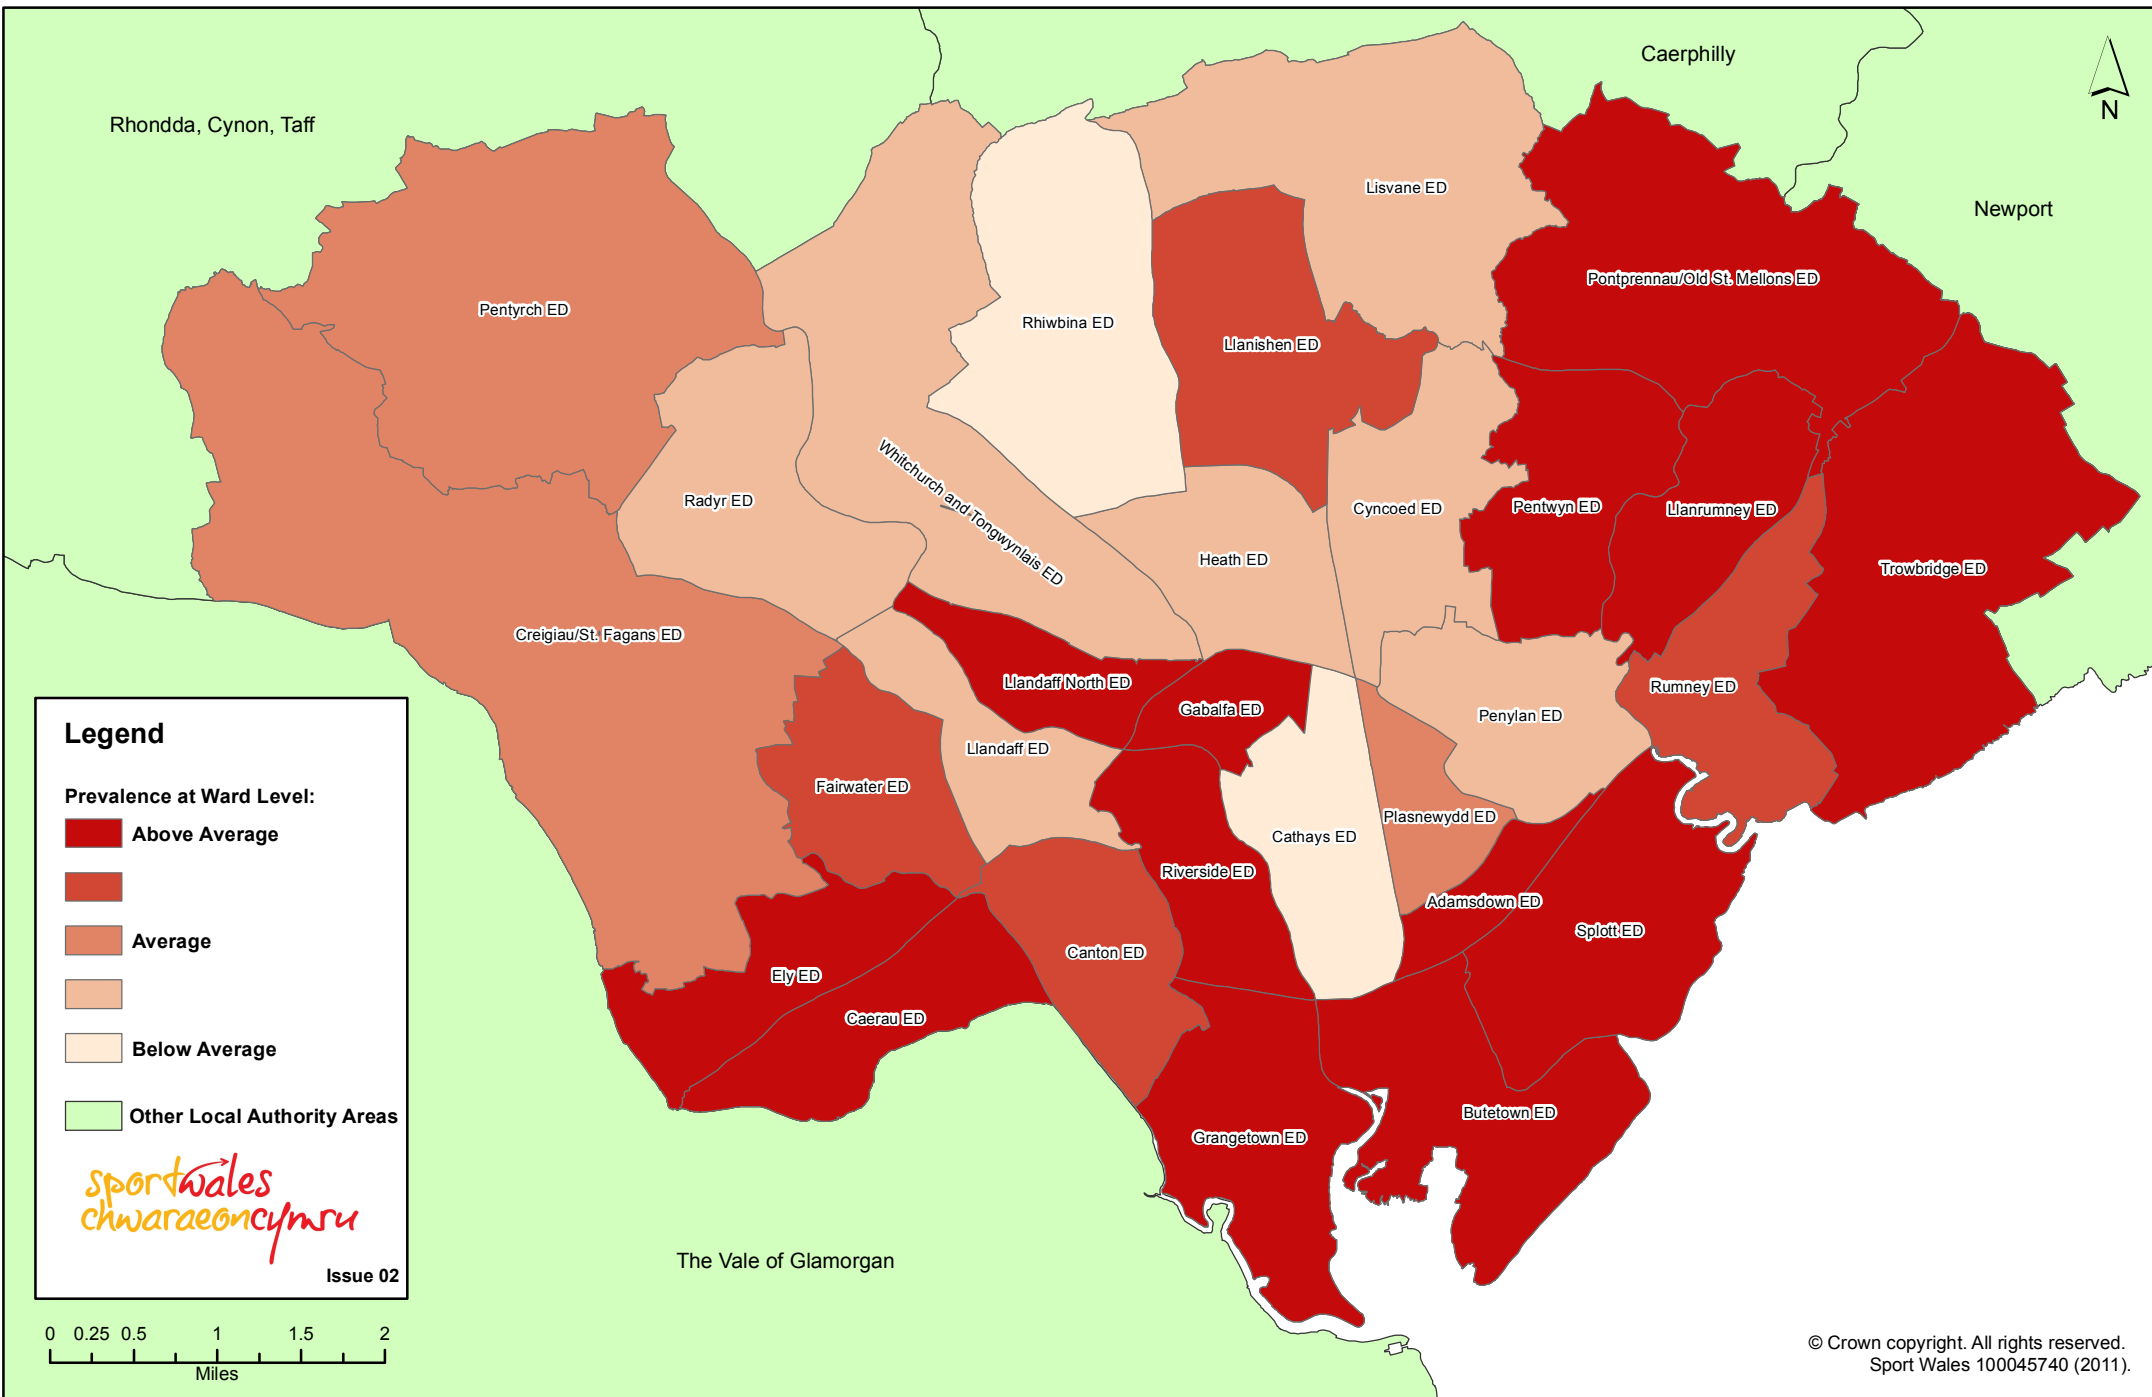 Caerphilly
N
Rhondda, Cynon, Taff
Lisvane ED
Newport
Pontprennau/Old St. Mellons ED
Pentyrch ED
Rhiwbina ED
Llanishen ED
Whitchurch and Tongwynlais ED
Radyr ED
Cyncoed ED
Pentwyn ED
Llanrumney ED
Heath ED
Trowbridge ED
Creigiau/St. Fagans ED
Llandaff North ED
Rumney ED
Gabalfa ED
Penylan ED
Llandaff ED
Fairwater ED
Plasnewydd ED
Cathays ED
Riverside ED
Adamsdown ED
Splott ED
Canton ED
Ely ED
Caerau ED
Butetown ED
Grangetown ED
The Vale of Glamorgan
Legend
Prevalence at Ward Level:
Above Average
Average
Below Average
Other Local Authority Areas
sportwales
chwaraeoncymru
Issue 02
0 0.25 0.5 1 1.5 2
Miles
© Crown copyright. All rights reserved.
Sport Wales 100045740 (2011).